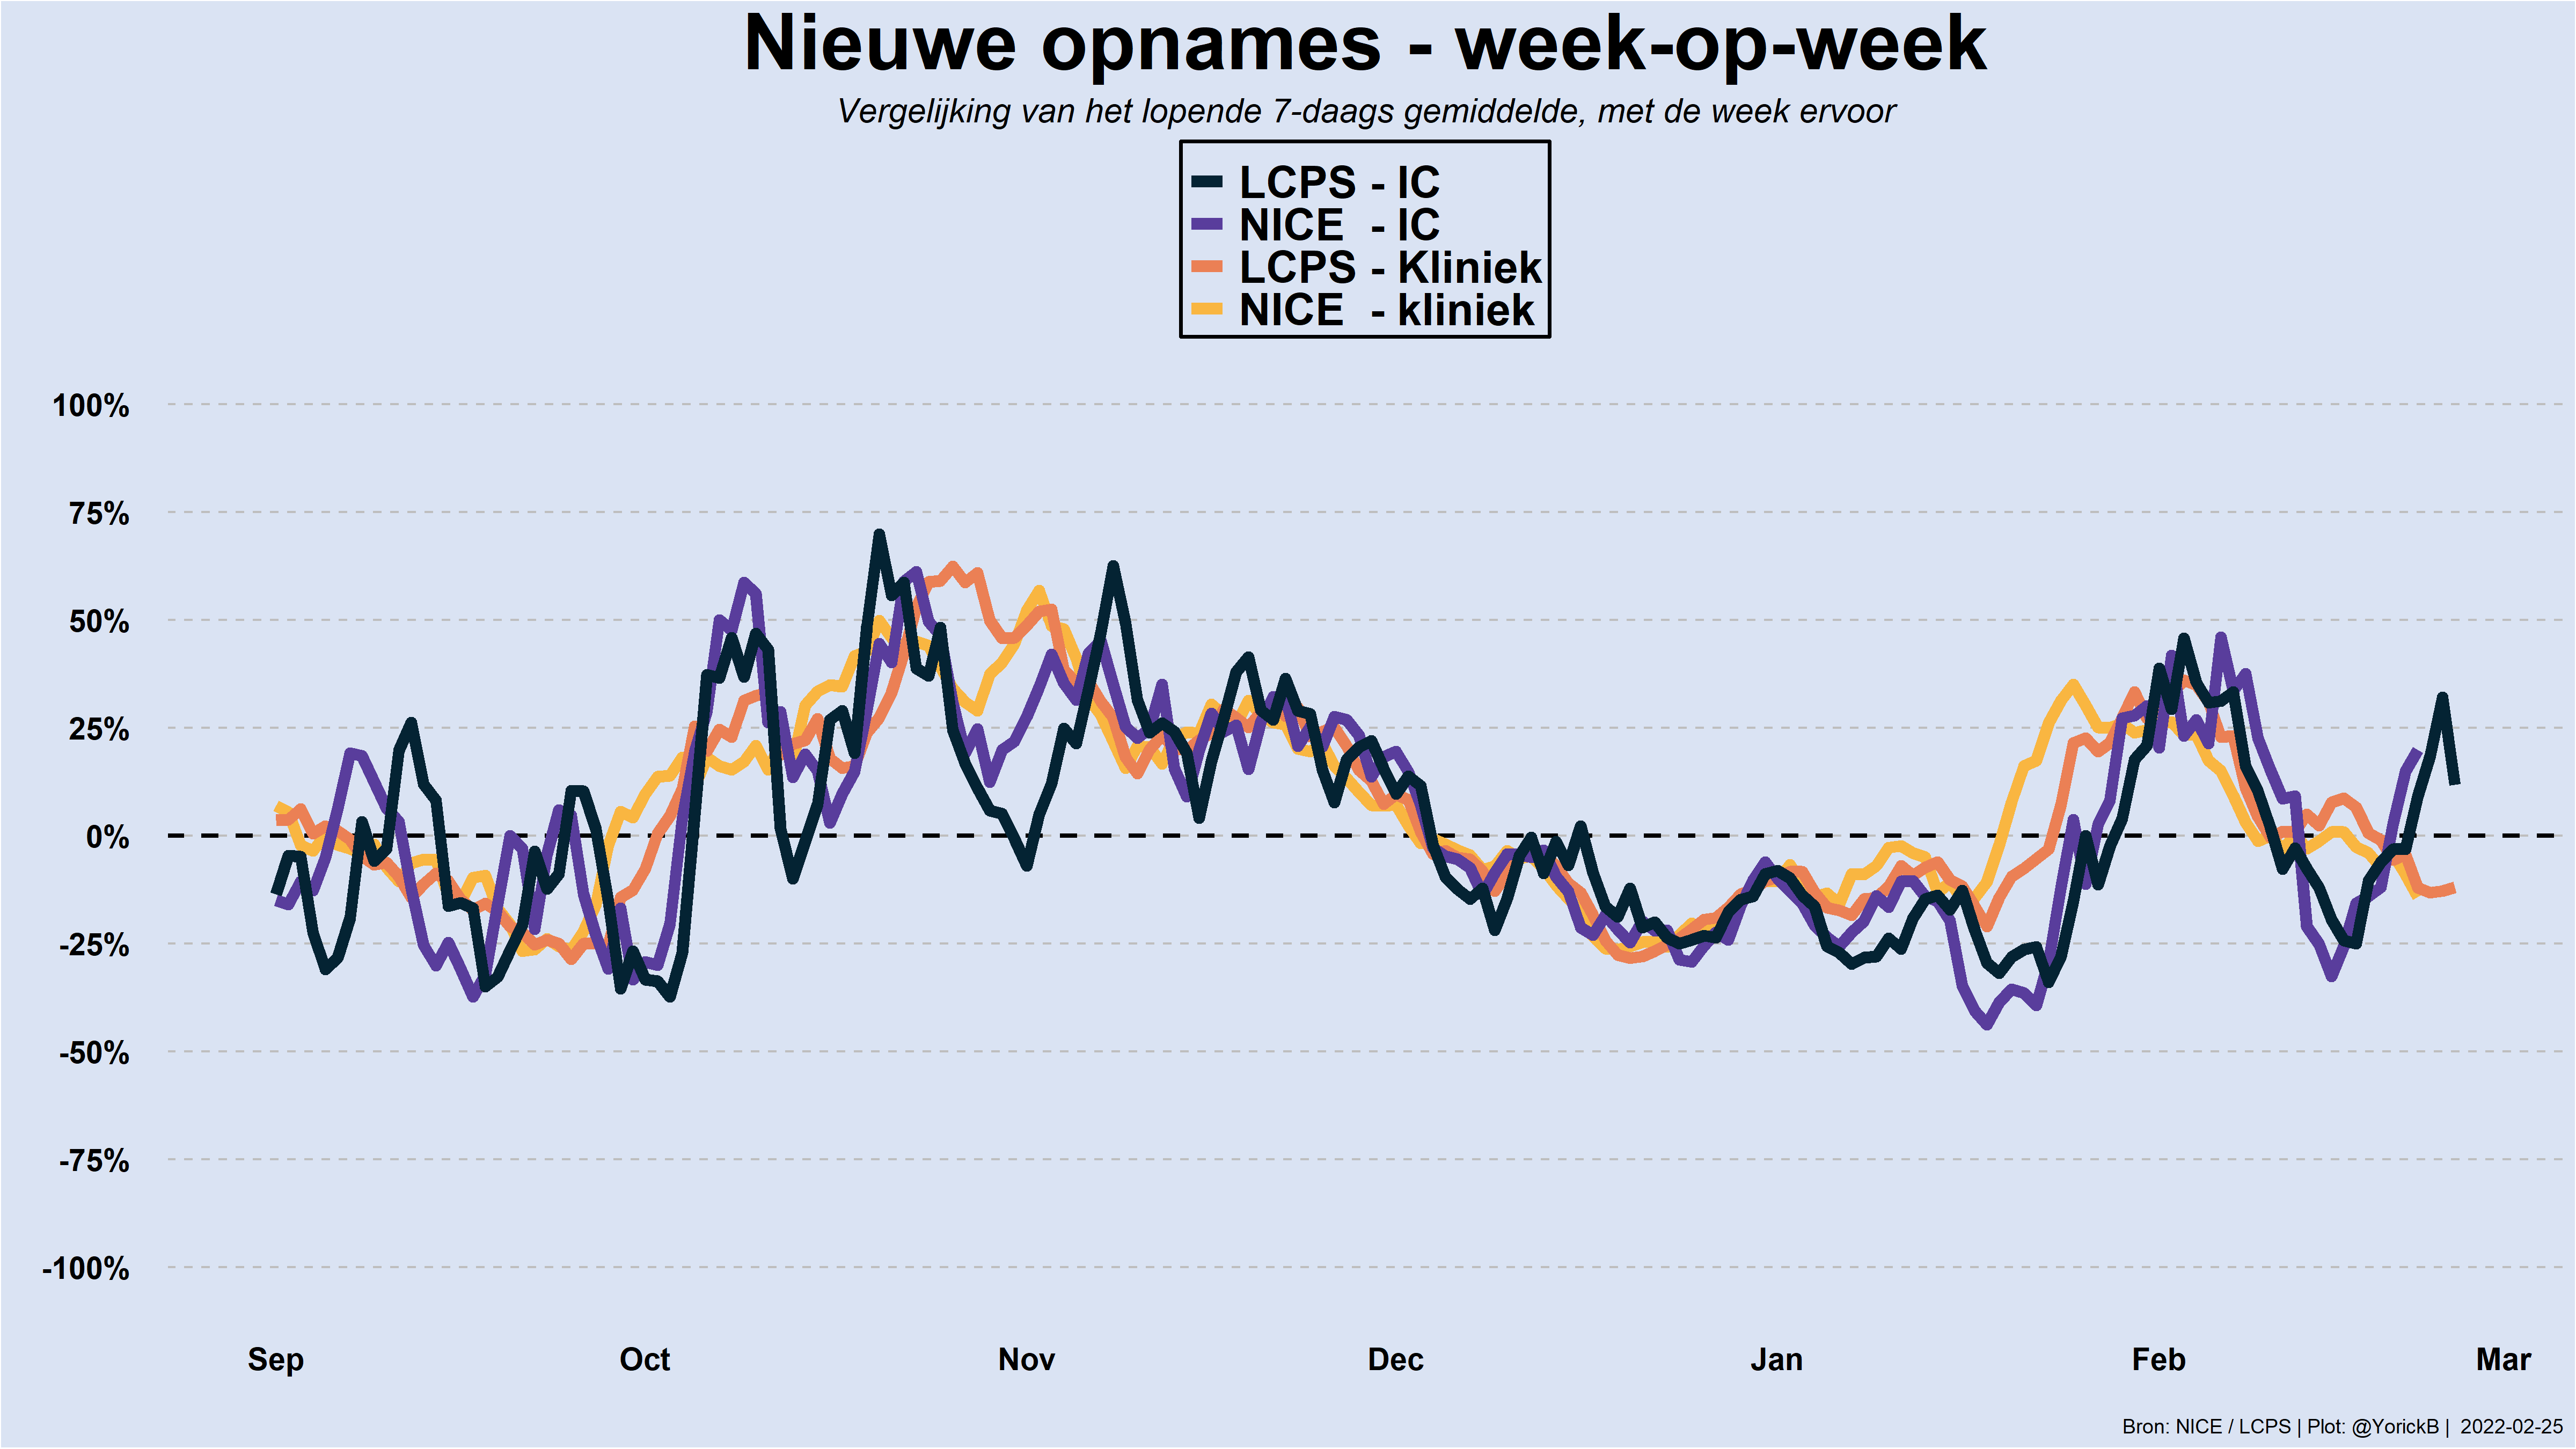 Nieuwe opnames - week-op-week
Vergelijking van het lopende 7-daags gemiddelde, met de week ervoor
LCPS - IC
NICE - IC
LCPS - Kliniek
NICE - kliniek
100%
75%
50%
25%
0%
-25%
-50%
-75%
-100%
Sep Oct Nov Dec Jan Feb Mar
Bron: NICE / LCPS | Plot: @YorickB | 2022-02-25